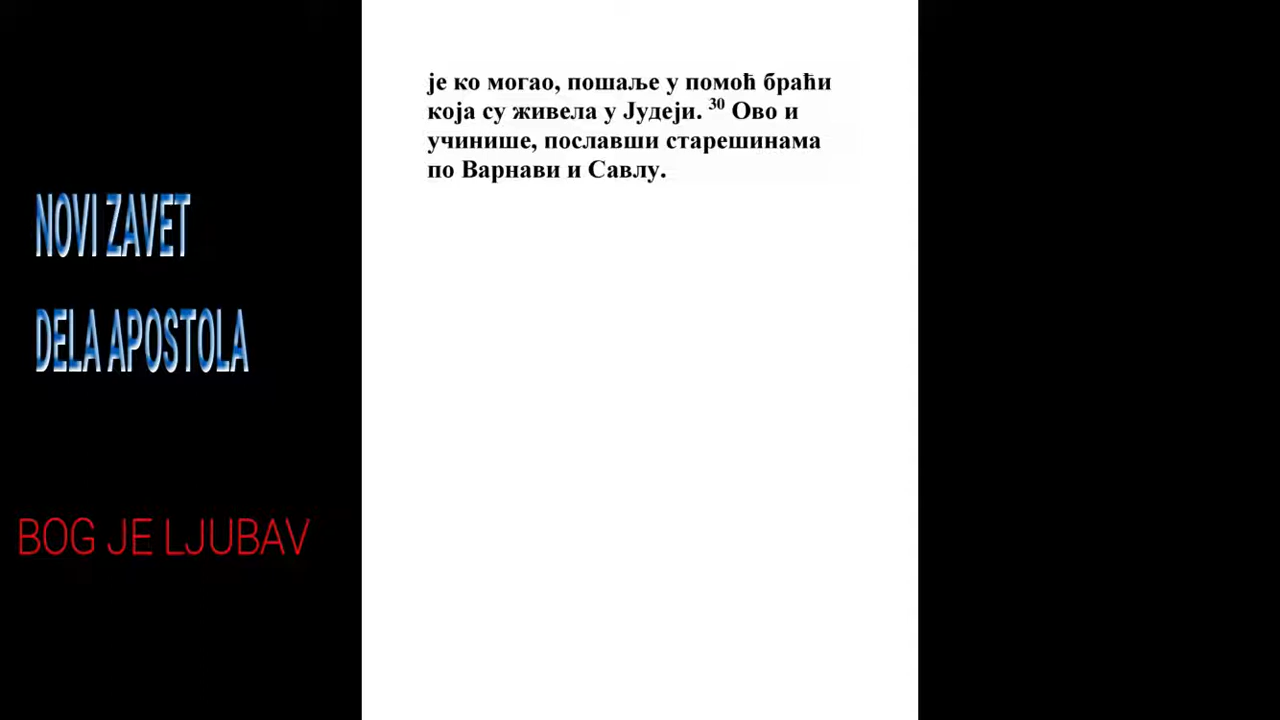 NOVI ZAVET
DELA APOSTOLA
BOG JE LJUBAV
је ко могао, пошаље у помоћ браћи
која су живела у Јудеји. 30 Ово и
учинише, пославши старешинама
по Варнави и Савлу.